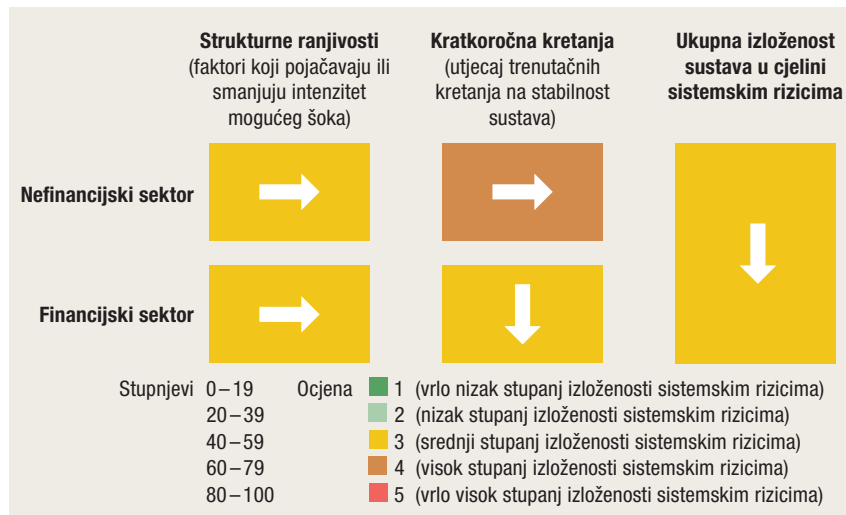 Strukturne ranjivosti
(faktori koji pojačavaju ili
smanjuju intenzitet
mogućeg šoka)
Kratkoročna kretanja
(utjecaj trenutačnih
kretanja na stabilnost
sustava)
Ukupna izloženost
sustava u cjelini
sistemskim rizicima
Nefinancijski sektor
Financijski sektor
Stupnjevi 0–19 Ocjena 1 (vrlo nizak stupanj izloženosti sistemskim rizicima)
20–39 2 (nizak stupanj izloženosti sistemskim rizicima)
40–59 3 (srednji stupanj izloženosti sistemskim rizicima)
60–79 4 (visok stupanj izloženosti sistemskim rizicima)
80–100 5 (vrlo visok stupanj izloženosti sistemskim rizicima)